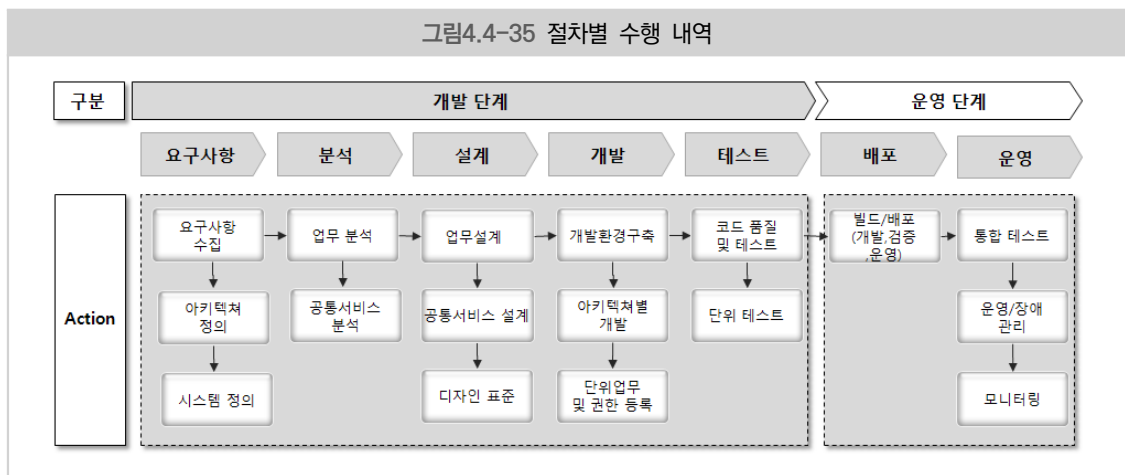 그림4.4-35 절차별 수행 내역
구분
개발 단계
운영 단계
요구사항
분석
설계
개발
테스트
배포
운영
Action
요구사항
수집
업무 분석
업무설계
개발환경구축
코드 품질
및 테스트
빌드/배포
(개발,검증
,운영)
통합 테스트
아키텍쳐
정의
공통서비스
분석
공통서비스 설계
아키텍쳐별
개발
단위 테스트
운영/장애
관리
시스템 정의
디자인 표준
단위업무
및 권한 등록
모니터링